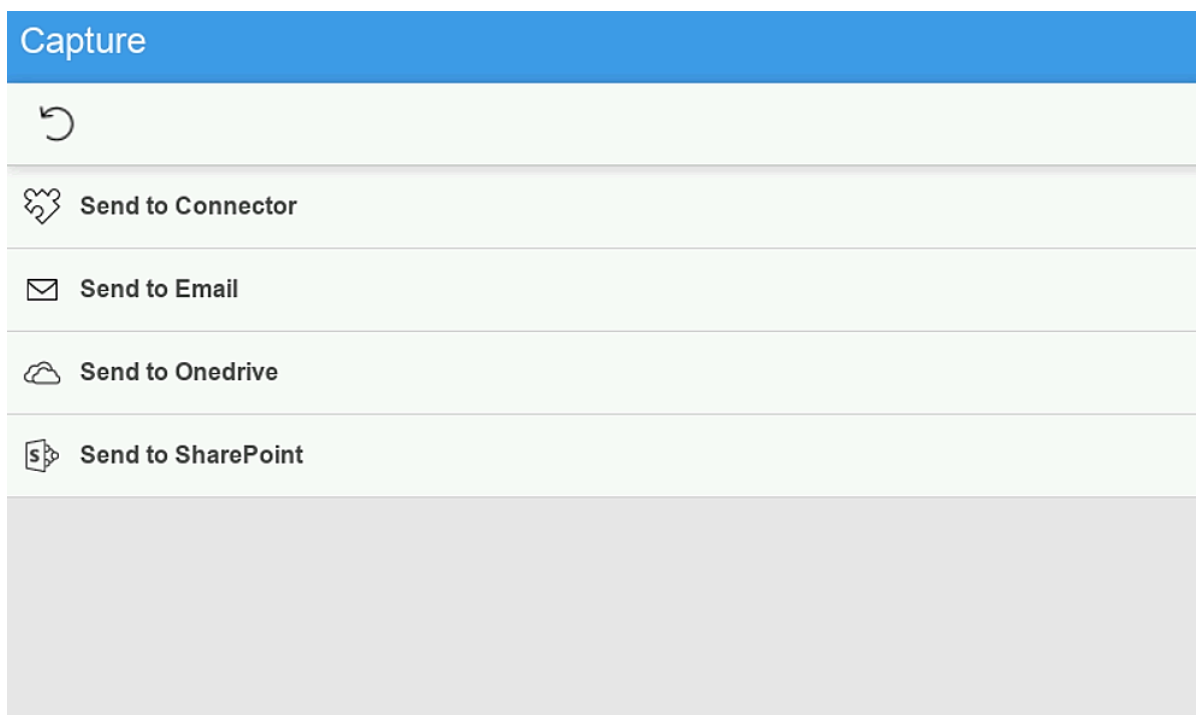 Capture
Send to Connector
Send to Email
Send to Onedrive
Send to SharePoint